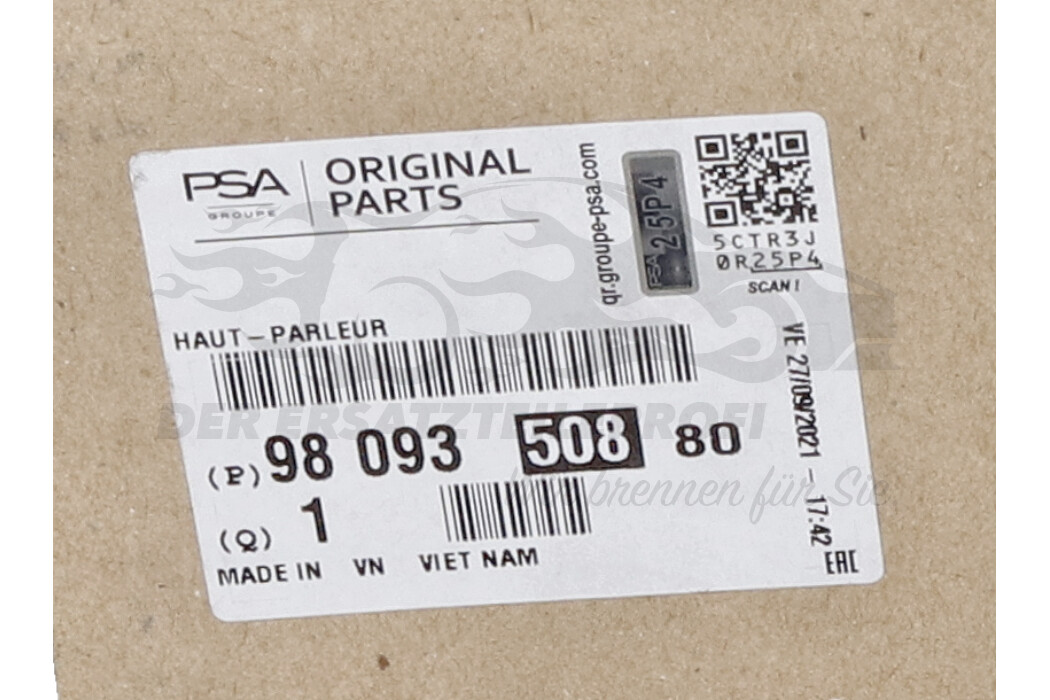 PSA
GROUPE
ORIGINAL
PARTS
qr.groupe-psa.com
PSA 25P4
5CTR3J
0R25P4
SCAN !
HAUT-PARLEUR
DER ERSATZTEILEPROFI
(P) 98 093 508 80
brennen für Sie
(Q) 1
MADE IN VN VIET NAM
VE 27/09/2021 - 17:42
EAC